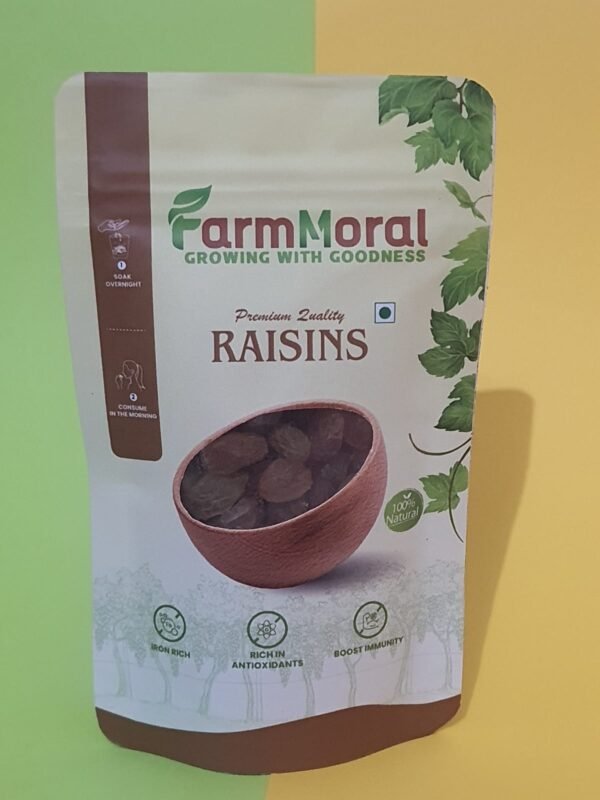 FarmMoral
GROWING WITH GOODNESS
1
SOAK
OVERNIGHT
2
CONSUME
IN THE MORNING
Premium Quality
RAISINS
100%
Natural
IRON RICH
RICH IN
ANTIOXIDANTS
BOOST IMMUNITY